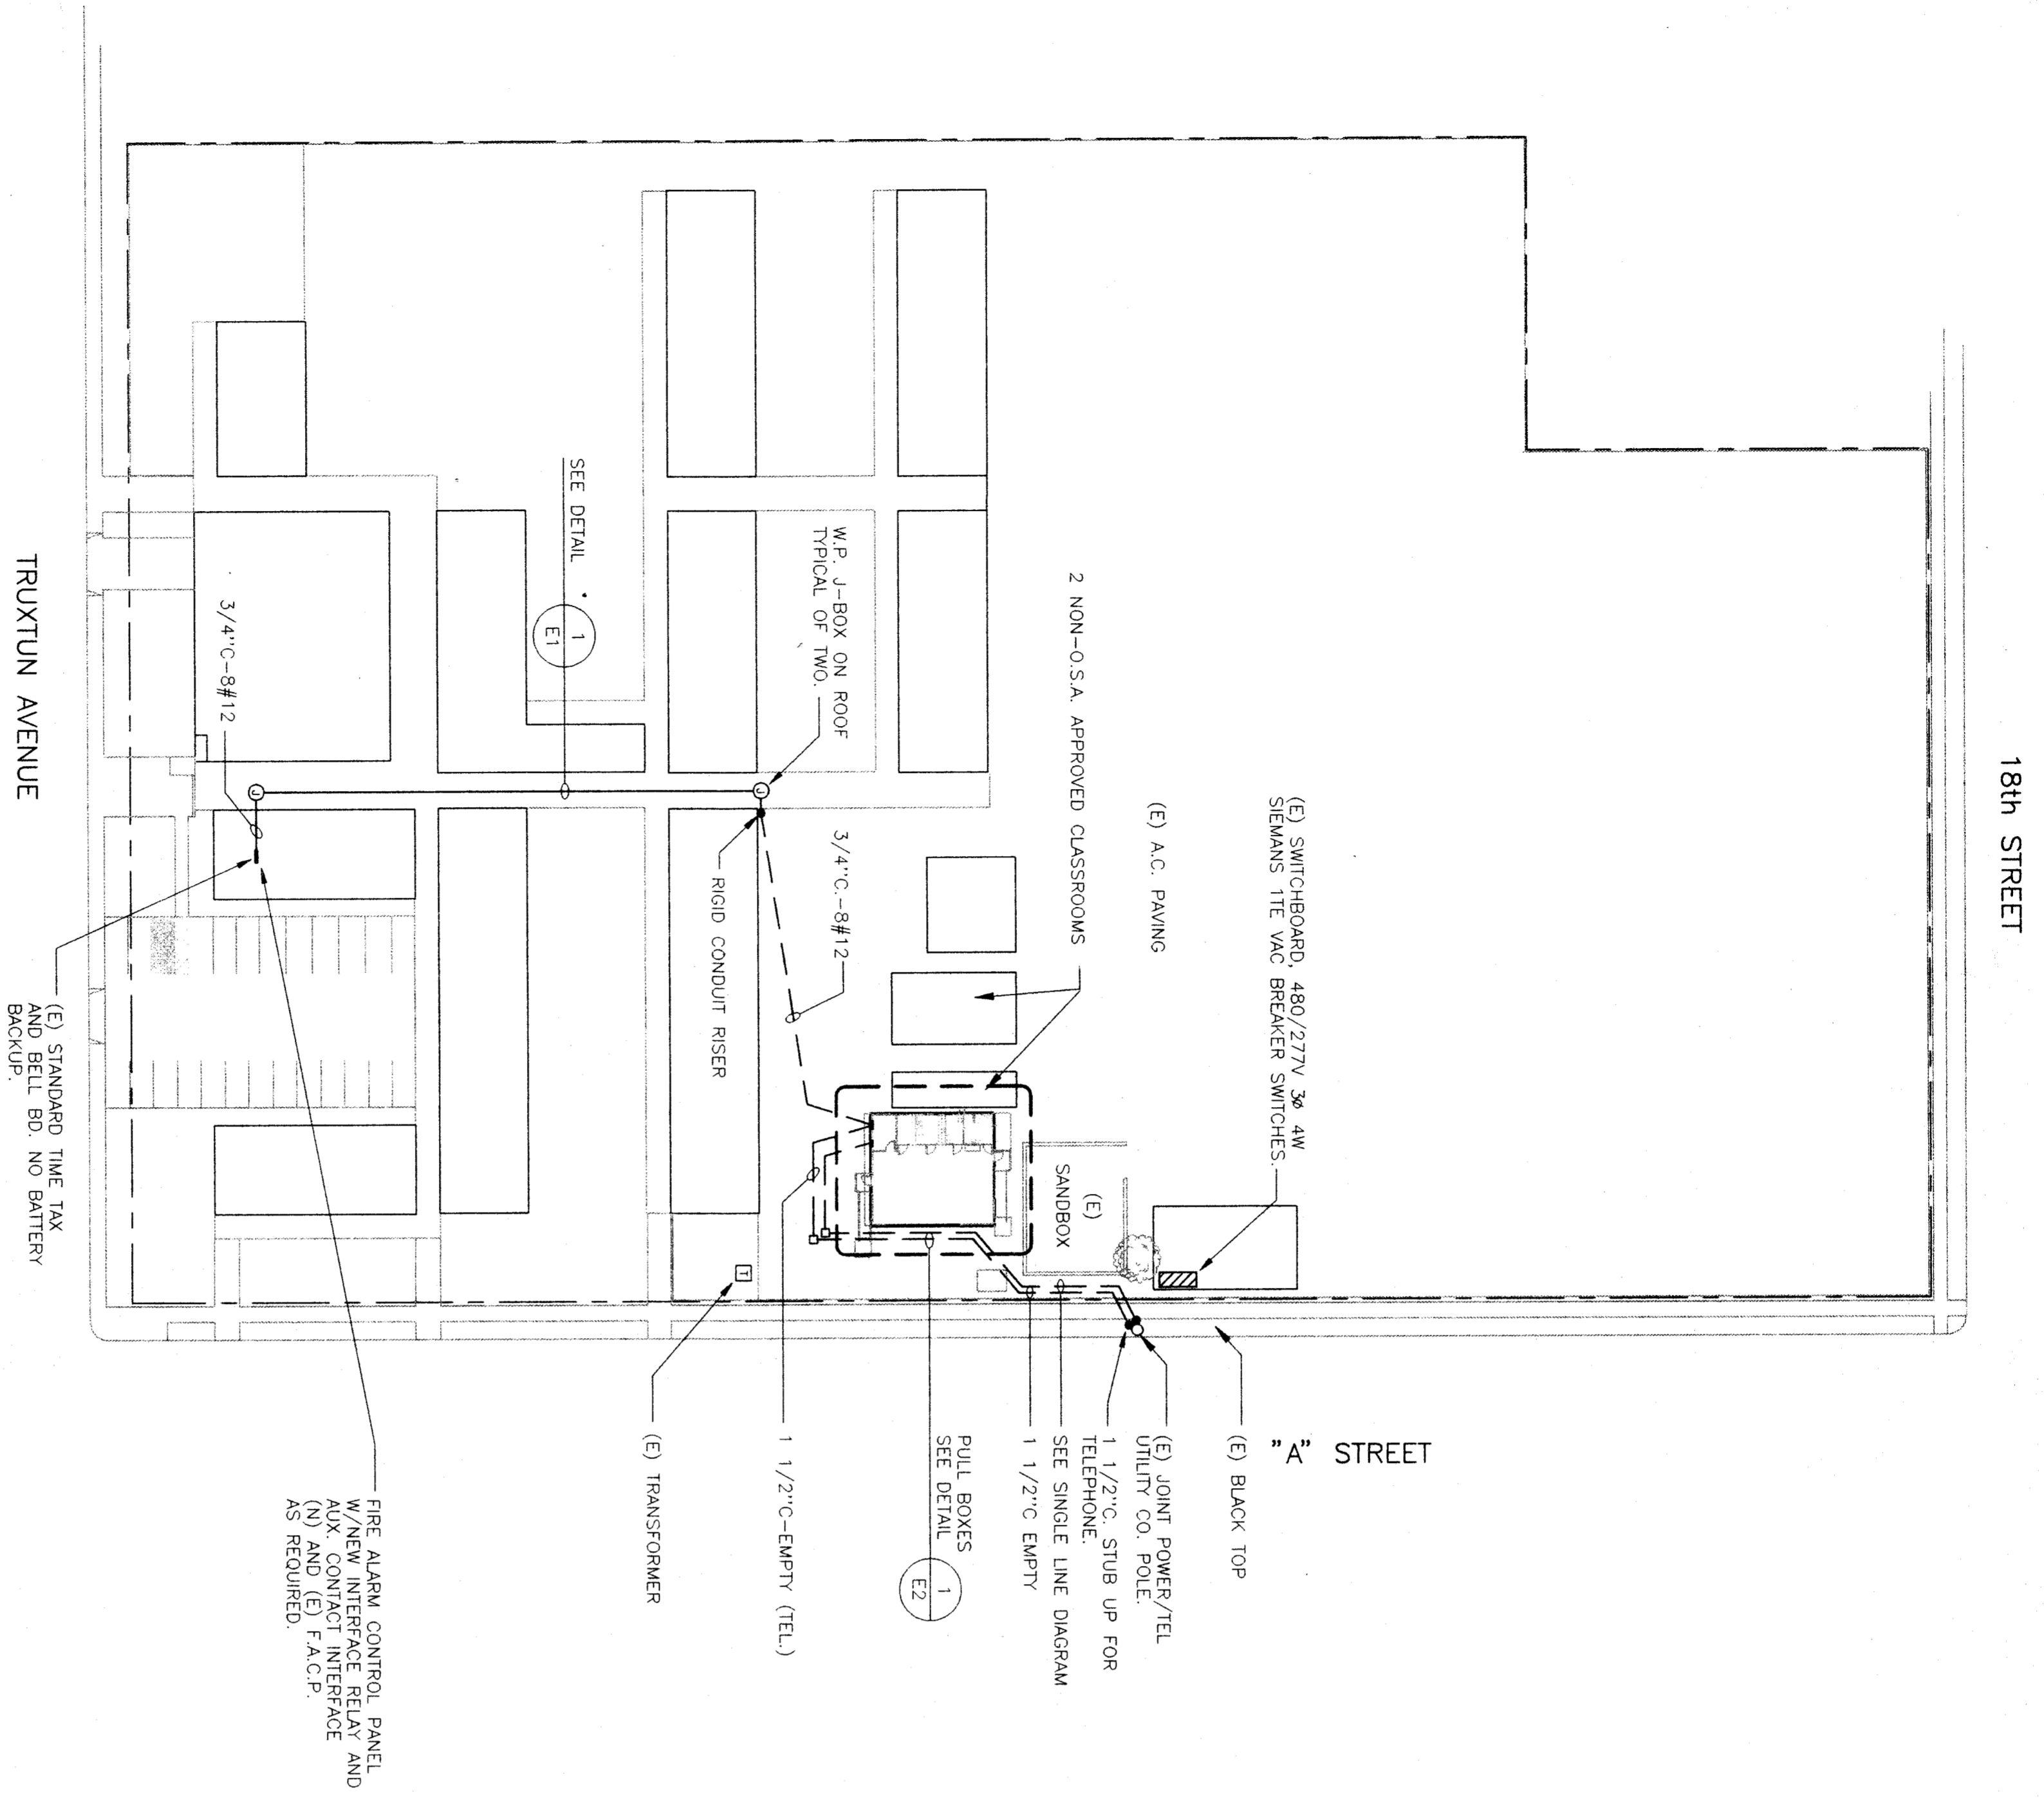 18th STREET
(E) SWITCHBOARD, 480/277V 3ø 4W
SIEMANS 1TE VAC BREAKER SWITCHES.
(E) A.C. PAVING
2 NON-O.S.A. APPROVED CLASSROOMS
W.P. J-BOX ON ROOF
TYPICAL OF TWO.
SEE DETAIL
1
E1
3/4"C-8#12
TRUXTUN AVENUE
J
J
3/4"C.-8#12
RIGID CONDUIT RISER
(E)
SANDBOX
T
(E) STANDARD TIME TAX
AND BELL BD. NO BATTERY
BACKUP.
"A" STREET
(E) BLACK TOP
(E) JOINT POWER/TEL
UTILITY CO. POLE.
1 1/2"C. STUB UP FOR
TELEPHONE.
SEE SINGLE LINE DIAGRAM
1 1/2"C EMPTY
PULL BOXES
SEE DETAIL
1
E2
1 1/2"C-EMPTY (TEL.)
(E) TRANSFORMER
FIRE ALARM CONTROL PANEL
W/NEW INTERFACE RELAY AND
AUX. CONTACT INTERFACE
(N) AND (E) F.A.C.P.
AS REQUIRED.